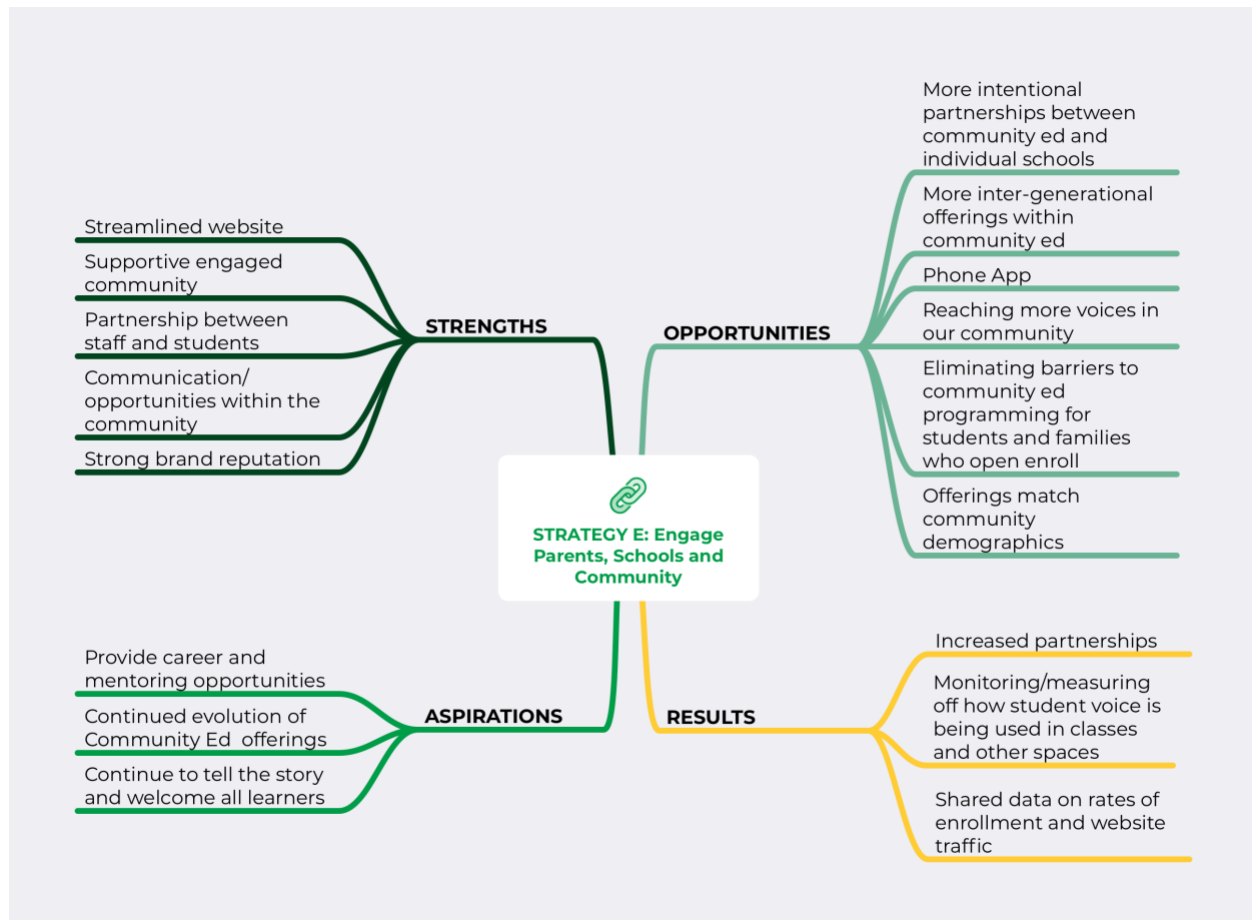 STRATEGY E: Engage
Parents, Schools and
Community
STRENGTHS
Streamlined website
Supportive engaged
community
Partnership between
staff and students
Communication/
opportunities within the
community
Strong brand reputation
OPPORTUNITIES
More intentional
partnerships between
community ed and
individual schools
More inter-generational
offerings within
community ed
Phone App
Reaching more voices in
our community
Eliminating barriers to
community ed
programming for
students and families
who open enroll
Offerings match
community
demographics
ASPIRATIONS
Provide career and
mentoring opportunities
Continued evolution of
Community Ed  offerings
Continue to tell the story
and welcome all learners
RESULTS
Increased partnerships
Monitoring/measuring
off how student voice is
being used in classes
and other spaces
Shared data on rates of
enrollment and website
traffic